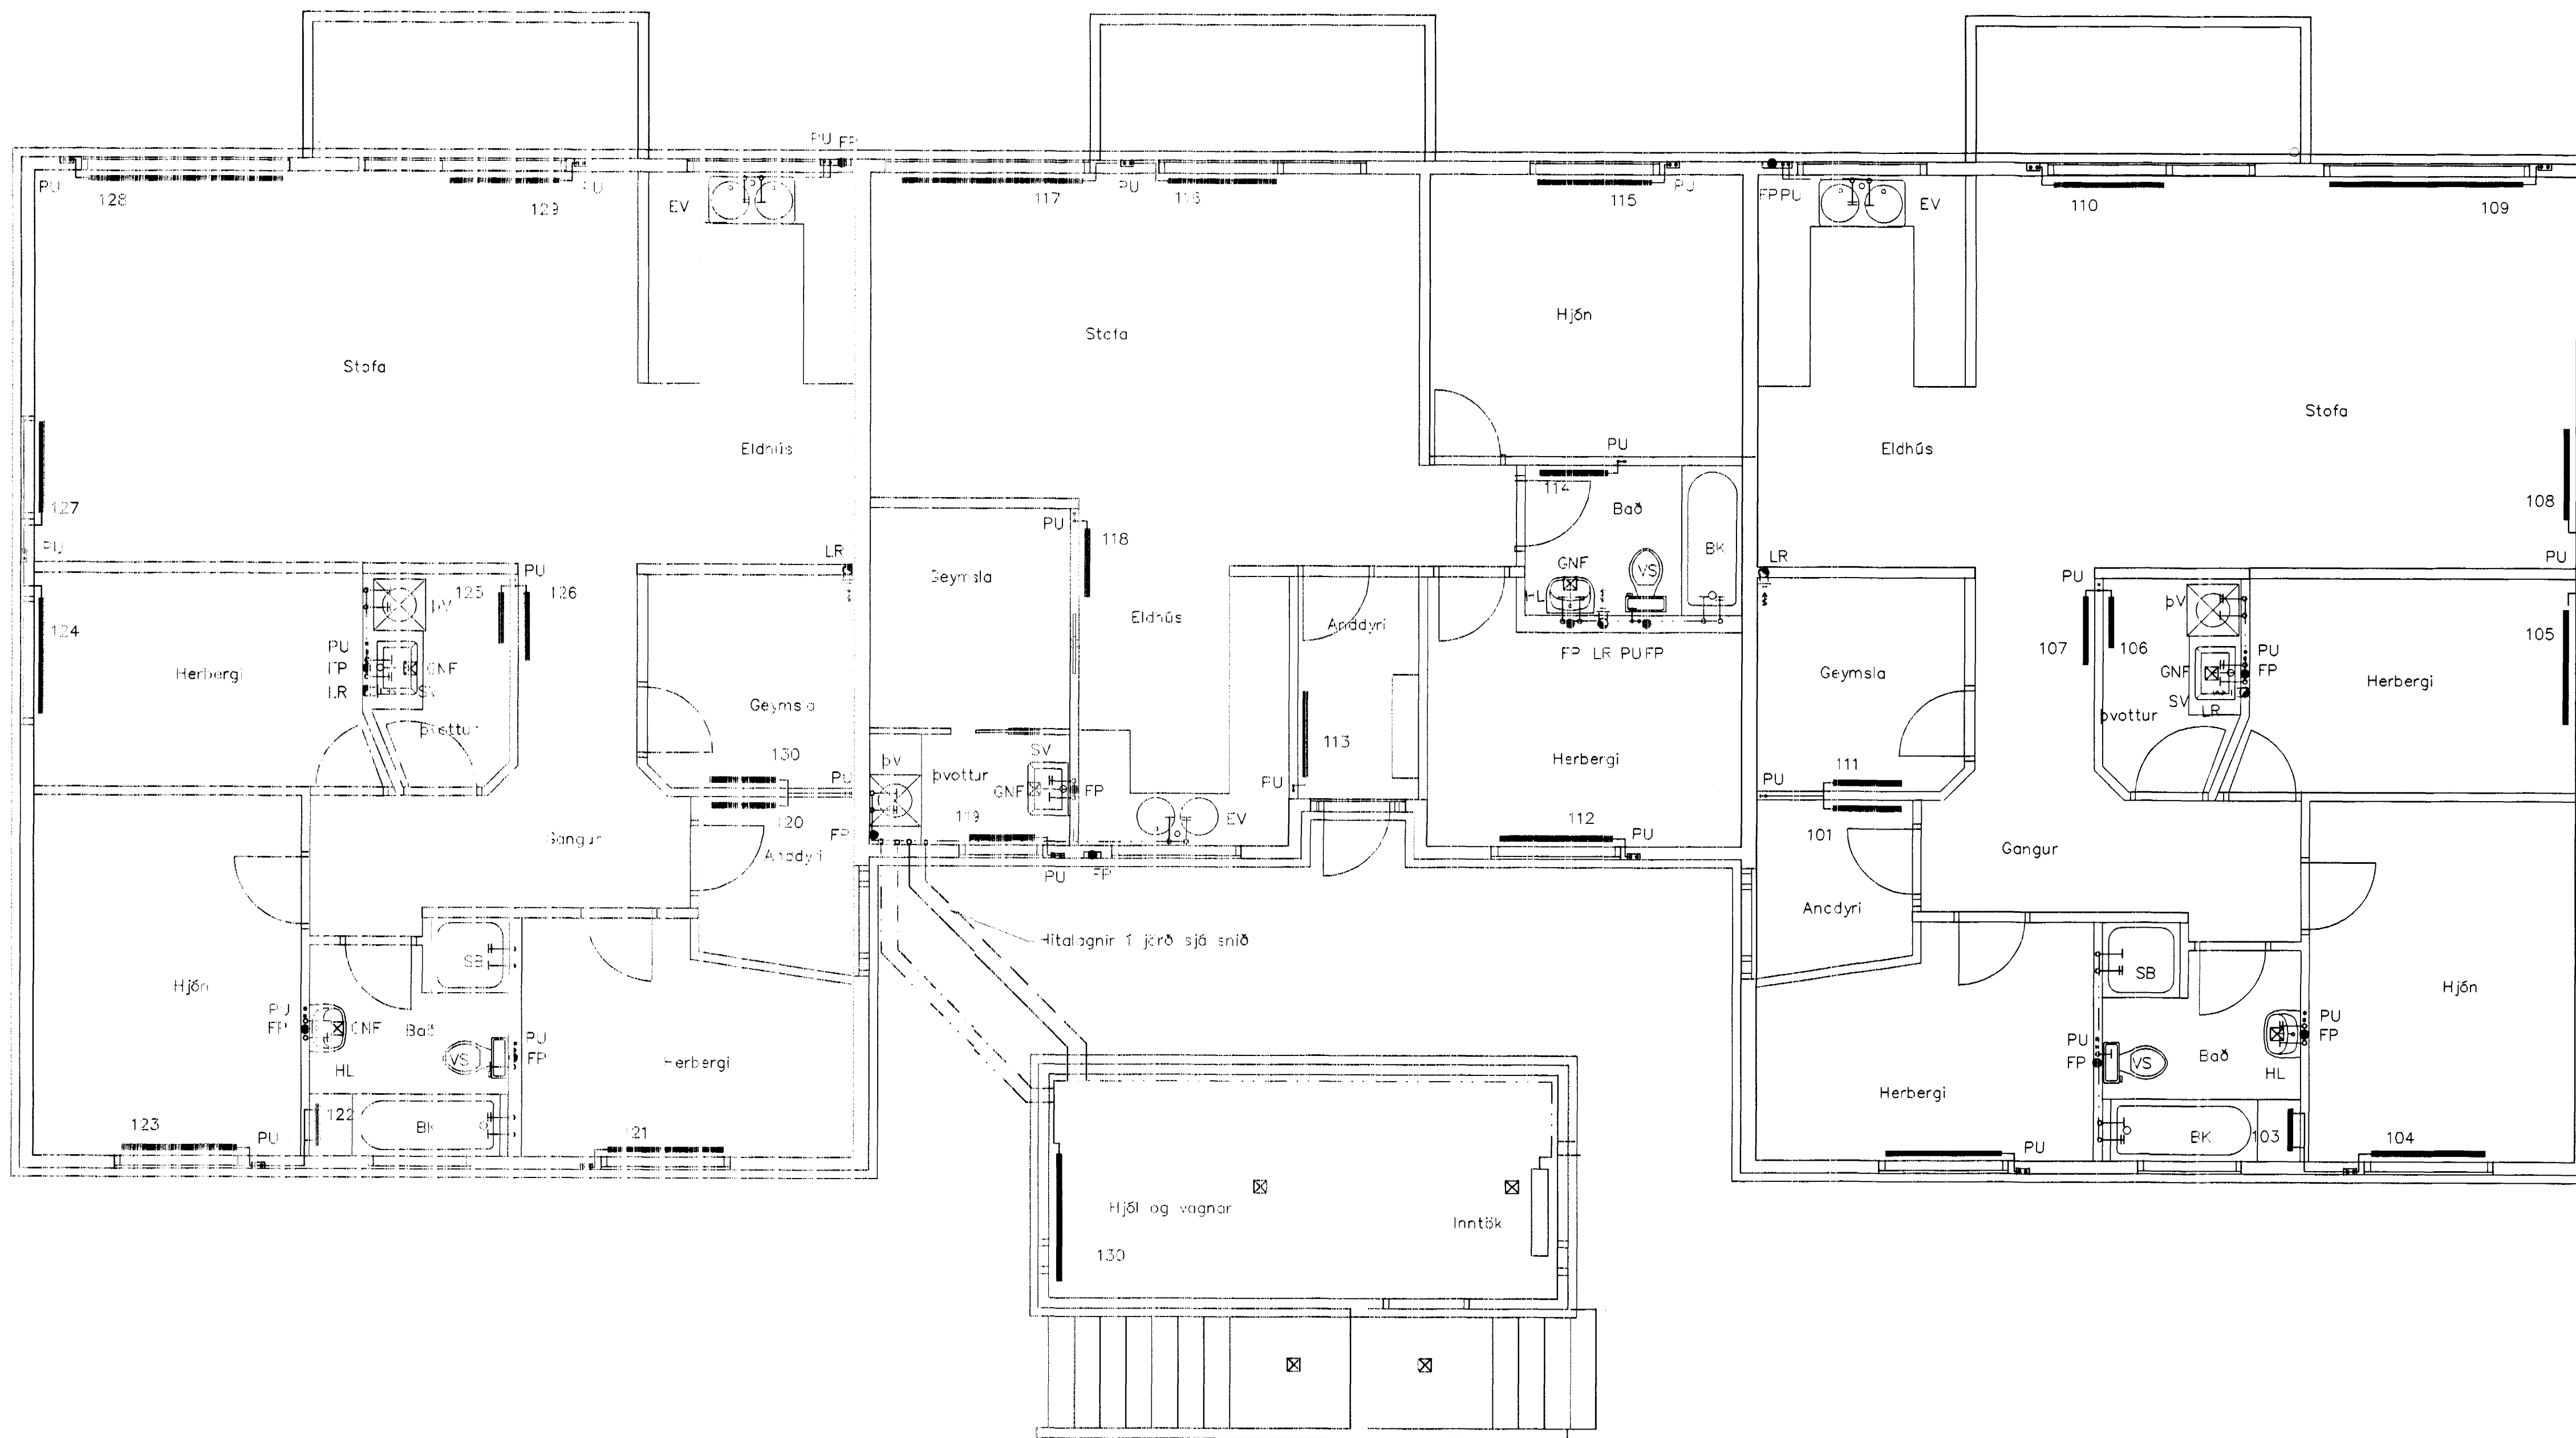 PU FP
PU
128
129
PU
EV
117
PU
116
115
PU
FP PU
EV
110
109
Stofa
Stofa
Hjón
Stofa
Eldhús
Eldhús
127
PU
PU
118
PU
114
Bað
BK
GNF
VS
HL
FP LR PU FP
108
PU
LR
LR
PU
125
126
ÞV
124
Herbergi
PU
FP
LR
GNF
SV
Þvottur
Geymsla
130
PU
Geymsla
Eldhús
Anddyri
113
PU
Herbergi
112
PU
Geymsla
111
PU
101
PU
107
106
ÞV
GNF
SV
LR
PU
FP
Þvottur
Herbergi
105
ÞV
Þvottur
SV
GNF
FP
119
EV
FP
PU
FP
120
Anddyri
Gangur
Gangur
Anddyri
Hitalagnir í jörð sjá snið
Hjón
PU
FP
GNF
Bað
HL
SB
VS
PU
FP
Herbergi
123
PU
122
BK
121
SB
PU
FP
VS
Bað
HL
PU
FP
Hjón
Herbergi
PU
BK
103
104
Hjól og vagnar
Inntök
130